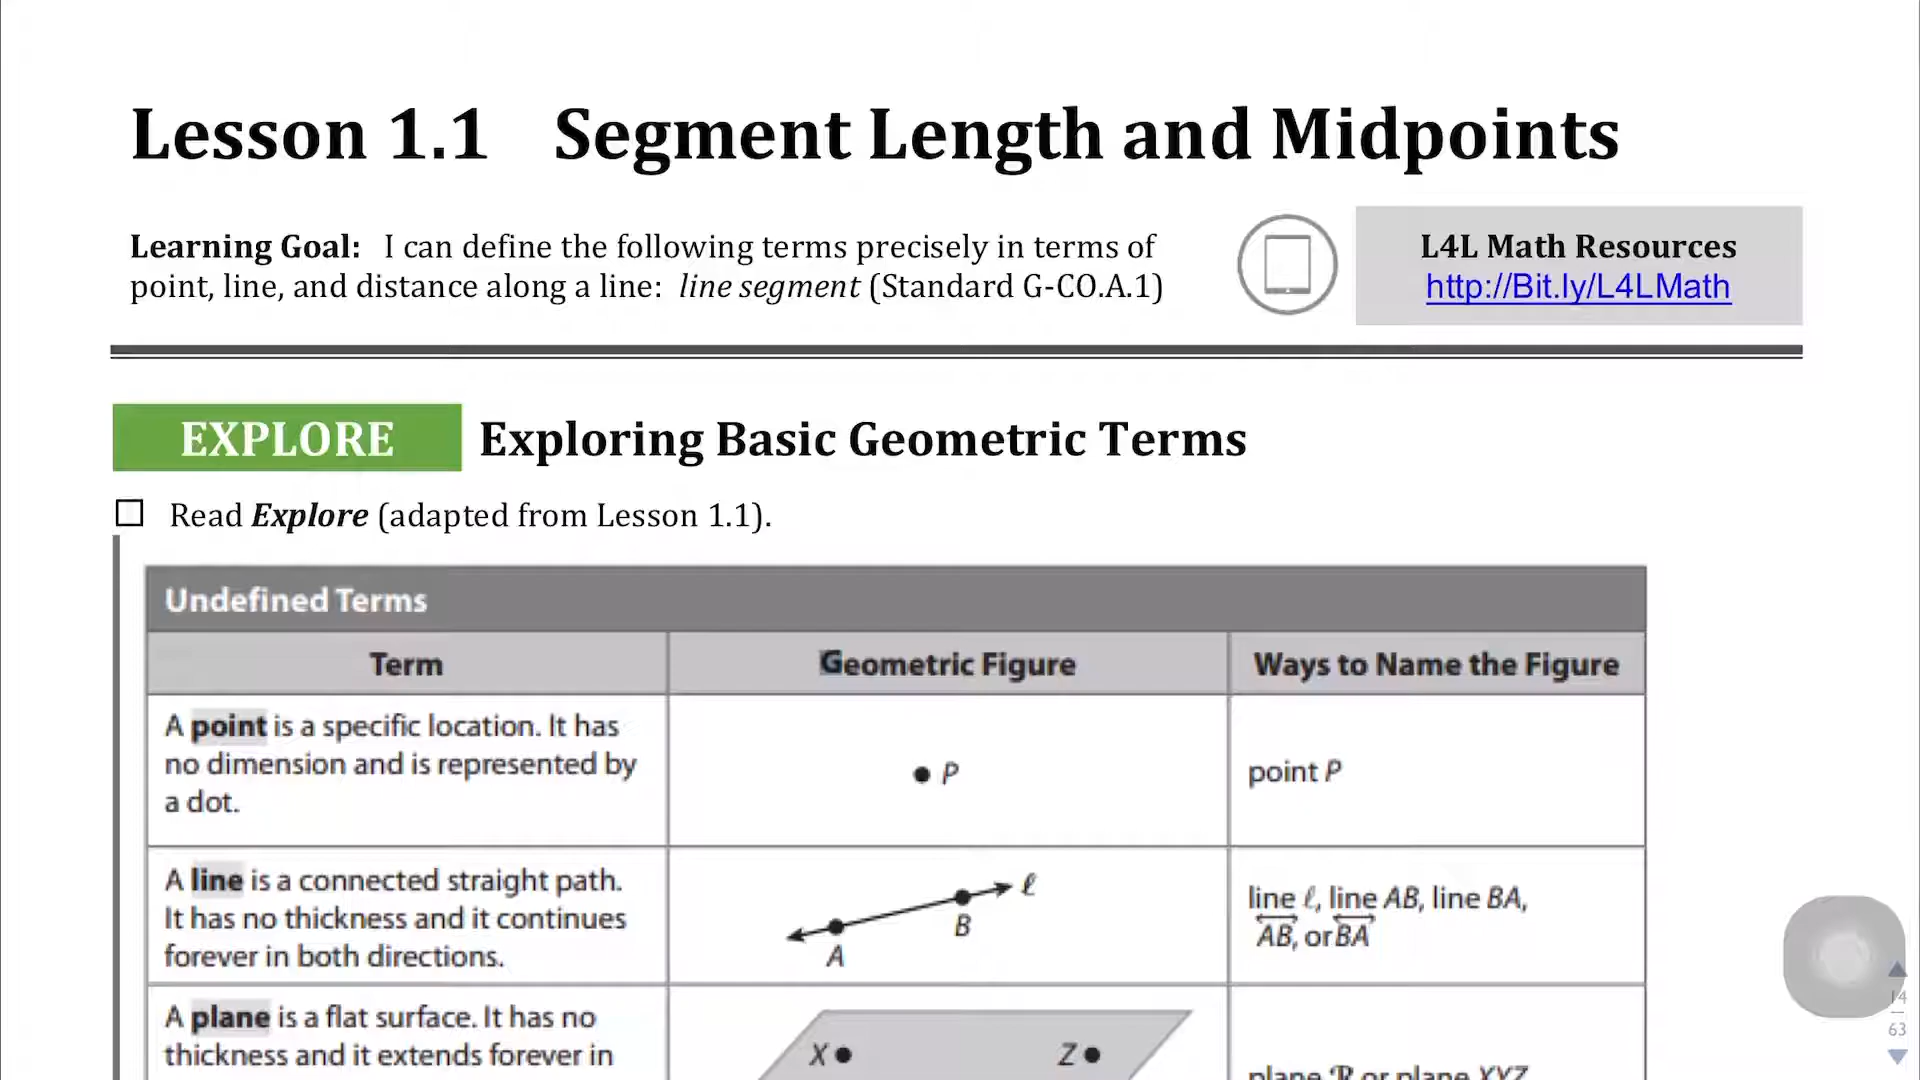 Lesson 1.1 Segment Length and Midpoints
Learning Goal: I can define the following terms precisely in terms of
point, line, and distance along a line: line segment (Standard G-CO.A.1)
L4L Math Resources
http://Bit.ly/L4LMath
EXPLORE Exploring Basic Geometric Terms
Read Explore (adapted from Lesson 1.1).
Undefined Terms
Term
Geometric Figure
Ways to Name the Figure
A point is a specific location. It has
no dimension and is represented by
a dot.
P
point P
A line is a connected straight path.
It has no thickness and it continues
forever in both directions.
ℓ
B
A
line ℓ, line AB, line BA,
AB, or BA
A plane is a flat surface. It has no
thickness and it extends forever in
X
Z
plane ℛ or plane XYZ
14
63